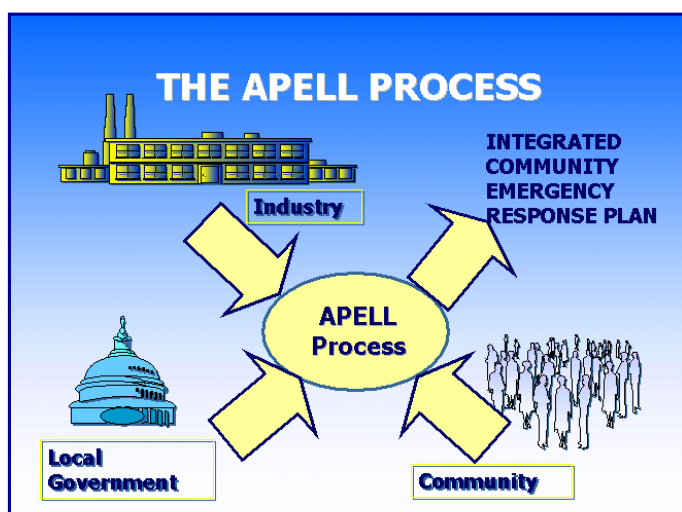 THE APELL PROCESS
INTEGRATED
COMMUNITY
EMERGENCY
RESPONSE PLAN
Industry
APELL
Process
Local
Government
Community